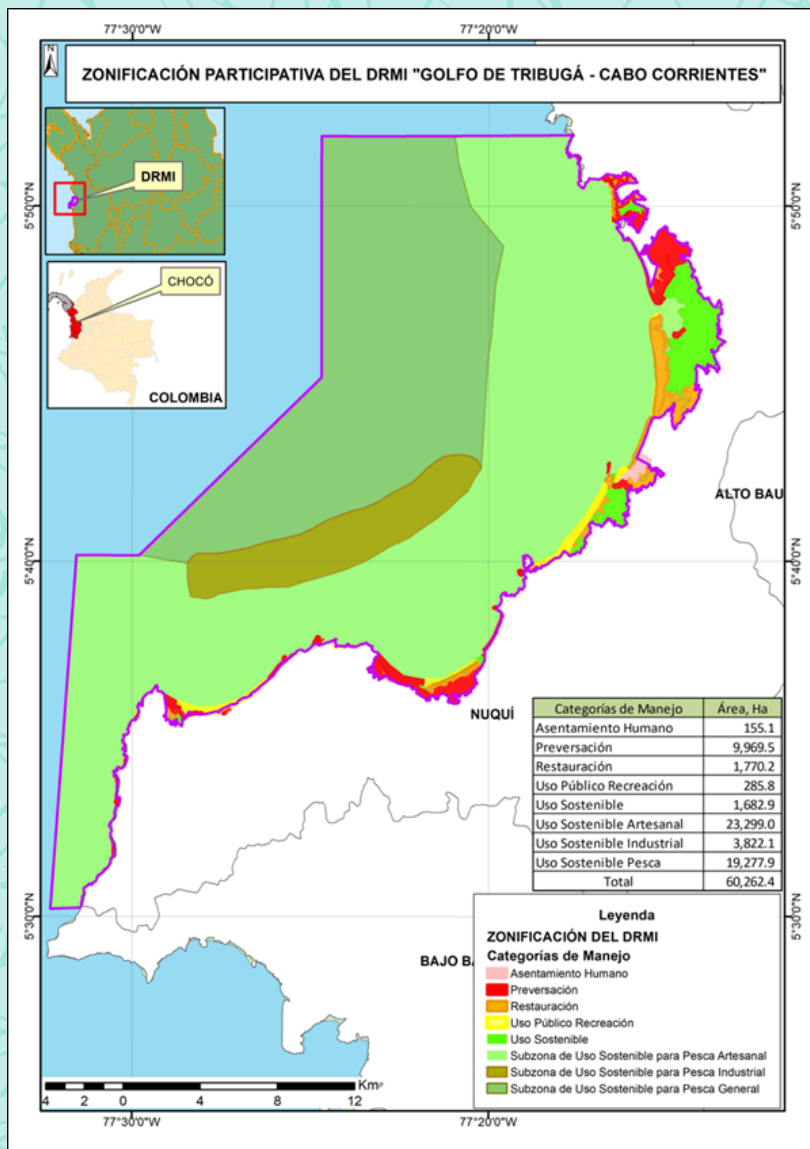 77°30'0"W 77°20'0"W
N
ZONIFICACIÓN PARTICIPATIVA DEL DRMI "GOLFO DE TRIBUGÁ - CABO CORRIENTES"
DRMI
5°50'0"N 5°50'0"N
CHOCÓ
COLOMBIA
ALTO BAU
5°40'0"N 5°40'0"N
NUQUÍ
Categorías de Manejo Área, Ha
Asentamiento Humano 155.1
Preversación 9,969.5
Restauración 1,770.2
Uso Público Recreación 285.8
Uso Sostenible 1,682.9
Uso Sostenible Artesanal 23,299.0
Uso Sostenible Industrial 3,822.1
Uso Sostenible Pesca 19,277.9
Total 60,262.4
5°30'0"N 5°30'0"N
BAJO BA
Leyenda
ZONIFICACIÓN DEL DRMI
Categorías de Manejo
Asentamiento Humano
Preversación
Restauración
Uso Público Recreación
Uso Sostenible
Subzona de Uso Sostenible para Pesca Artesanal
Subzona de Uso Sostenible para Pesca Industrial
Subzona de Uso Sostenible para Pesca General
4 2 0 4 8 12
77°30'0"W 77°20'0"W